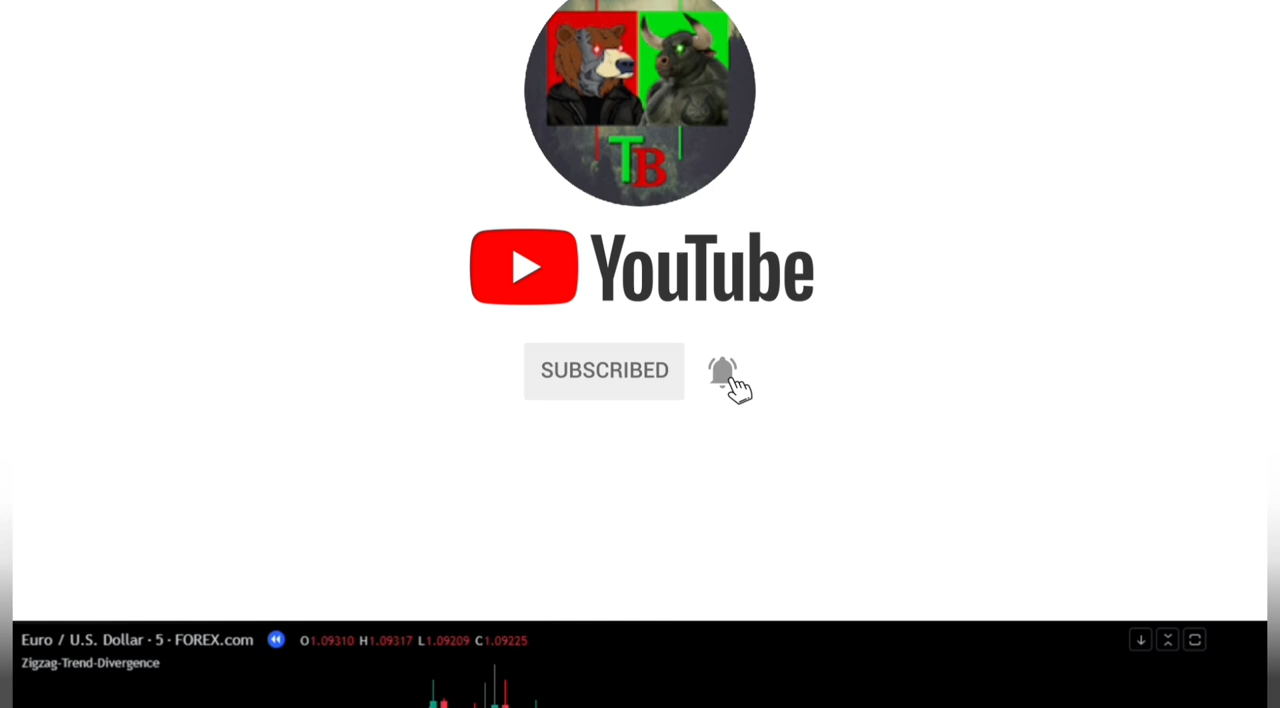 TB
YouTube
SUBSCRIBED
Euro / U.S. Dollar · 5 · FOREX.com O1.09310 H1.09317 L1.09209 C1.09225
Zigzag-Trend-Divergence